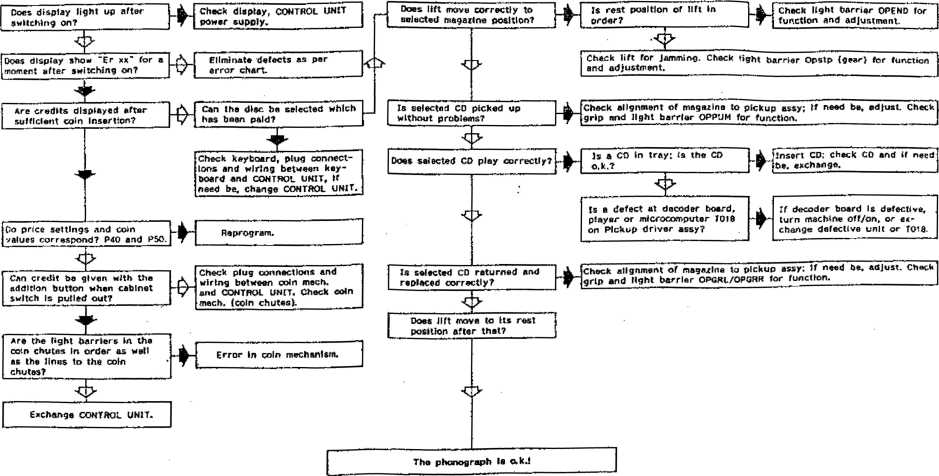 Does display light up after
switching on?
Check display, CONTROL UNIT
power supply.
Does display show "Er xx" for a
moment after switching on?
Eliminate defects as per
error chart.
Are credits displayed after
sufficient coin insertion?
Can the disc be selected which
has been paid?
Check keyboard, plug connect-
ions and wiring between key-
board and CONTROL UNIT, if
need be, change CONTROL UNIT.
Do price settings and coin
values correspond? P40 and P50.
Reprogram.
Can credit be given with the
addition button when cabinet
switch is pulled out?
Check plug connections and
wiring between coin mech.
and CONTROL UNIT. Check coin
mech. (coin chutes).
Are the light barriers in the
coin chutes in order as well
as the lines to the coin
chutes?
Error in coin mechanism.
Exchange CONTROL UNIT.
Does lift move correctly to
selected magazine position?
Is rest position of lift in
order?
Check light barrier OPEND for
function and adjustment.
Check lift for jamming. Check light barrier Opstp (gear) for function
and adjustment.
Is selected CD picked up
without problems?
Check alignment of magazine to pickup assy; if need be, adjust. Check
grip and light barrier OPPUM for function.
Does selected CD play correctly?
Is a CD in tray; is the CD
o.k.?
Insert CD; check CD and if need
be, exchange.
Is a defect at decoder board,
player or microcomputer T018
on Pickup driver assy?
If decoder board is defective,
turn machine off/on, or ex-
change defective unit or T018.
Is selected CD returned and
replaced correctly?
Check alignment of magazine to pickup assy; if need be, adjust. Check
grip and light barrier OPGRL/OPGRR for function.
Does lift move to its rest
position after that?
The phonograph is o.k.!